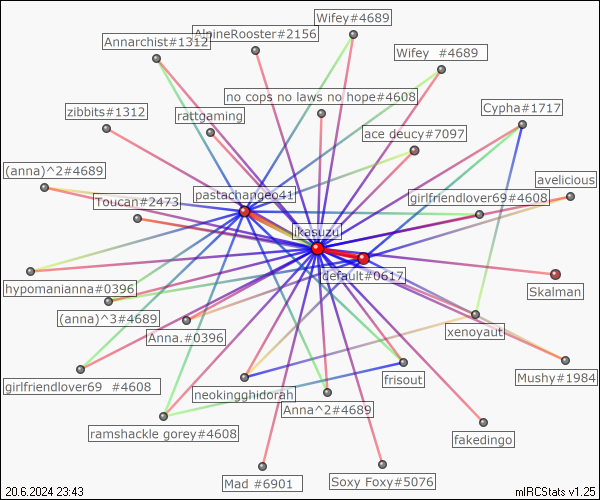 Wifey#4689
AlpineRooster#2156
Annarchist#1312
Wifey  #4689
no cops no laws no hope#4608
Cypha#1717
zibbits#1312
rattgaming
ace deucy#7097
(anna)^2#4689
avelicious
pastachangeo41
girlfriendlover69#4608
Toucan#2473
ikasuzu
default#0617
hypomanianna#0396
Skalman
(anna)^3#4689
Anna.#0396
xenoyaut
Mushy#1984
girlfriendlover69  #4608
frisout
neokingghidorah
Anna^2#4689
ramshackle gorey#4608
fakedingo
Mad #6901
Soxy Foxy#5076
20.6.2024 23:43
mIRCStats v1.25